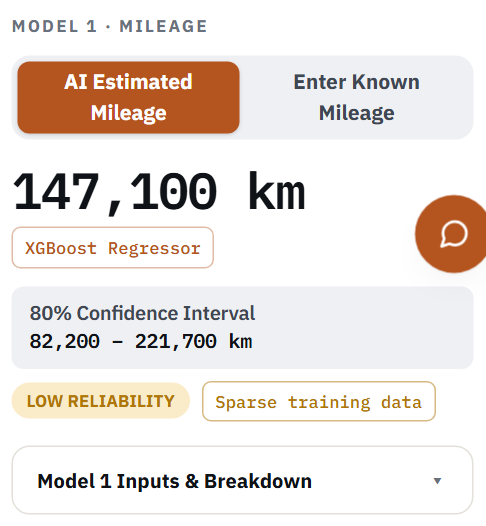 MODEL 1 · MILEAGE
AI Estimated
Mileage
Enter Known
Mileage
147,100 km
XGBoost Regressor
80% Confidence Interval
82,200 – 221,700 km
LOW RELIABILITY
Sparse training data
Model 1 Inputs & Breakdown